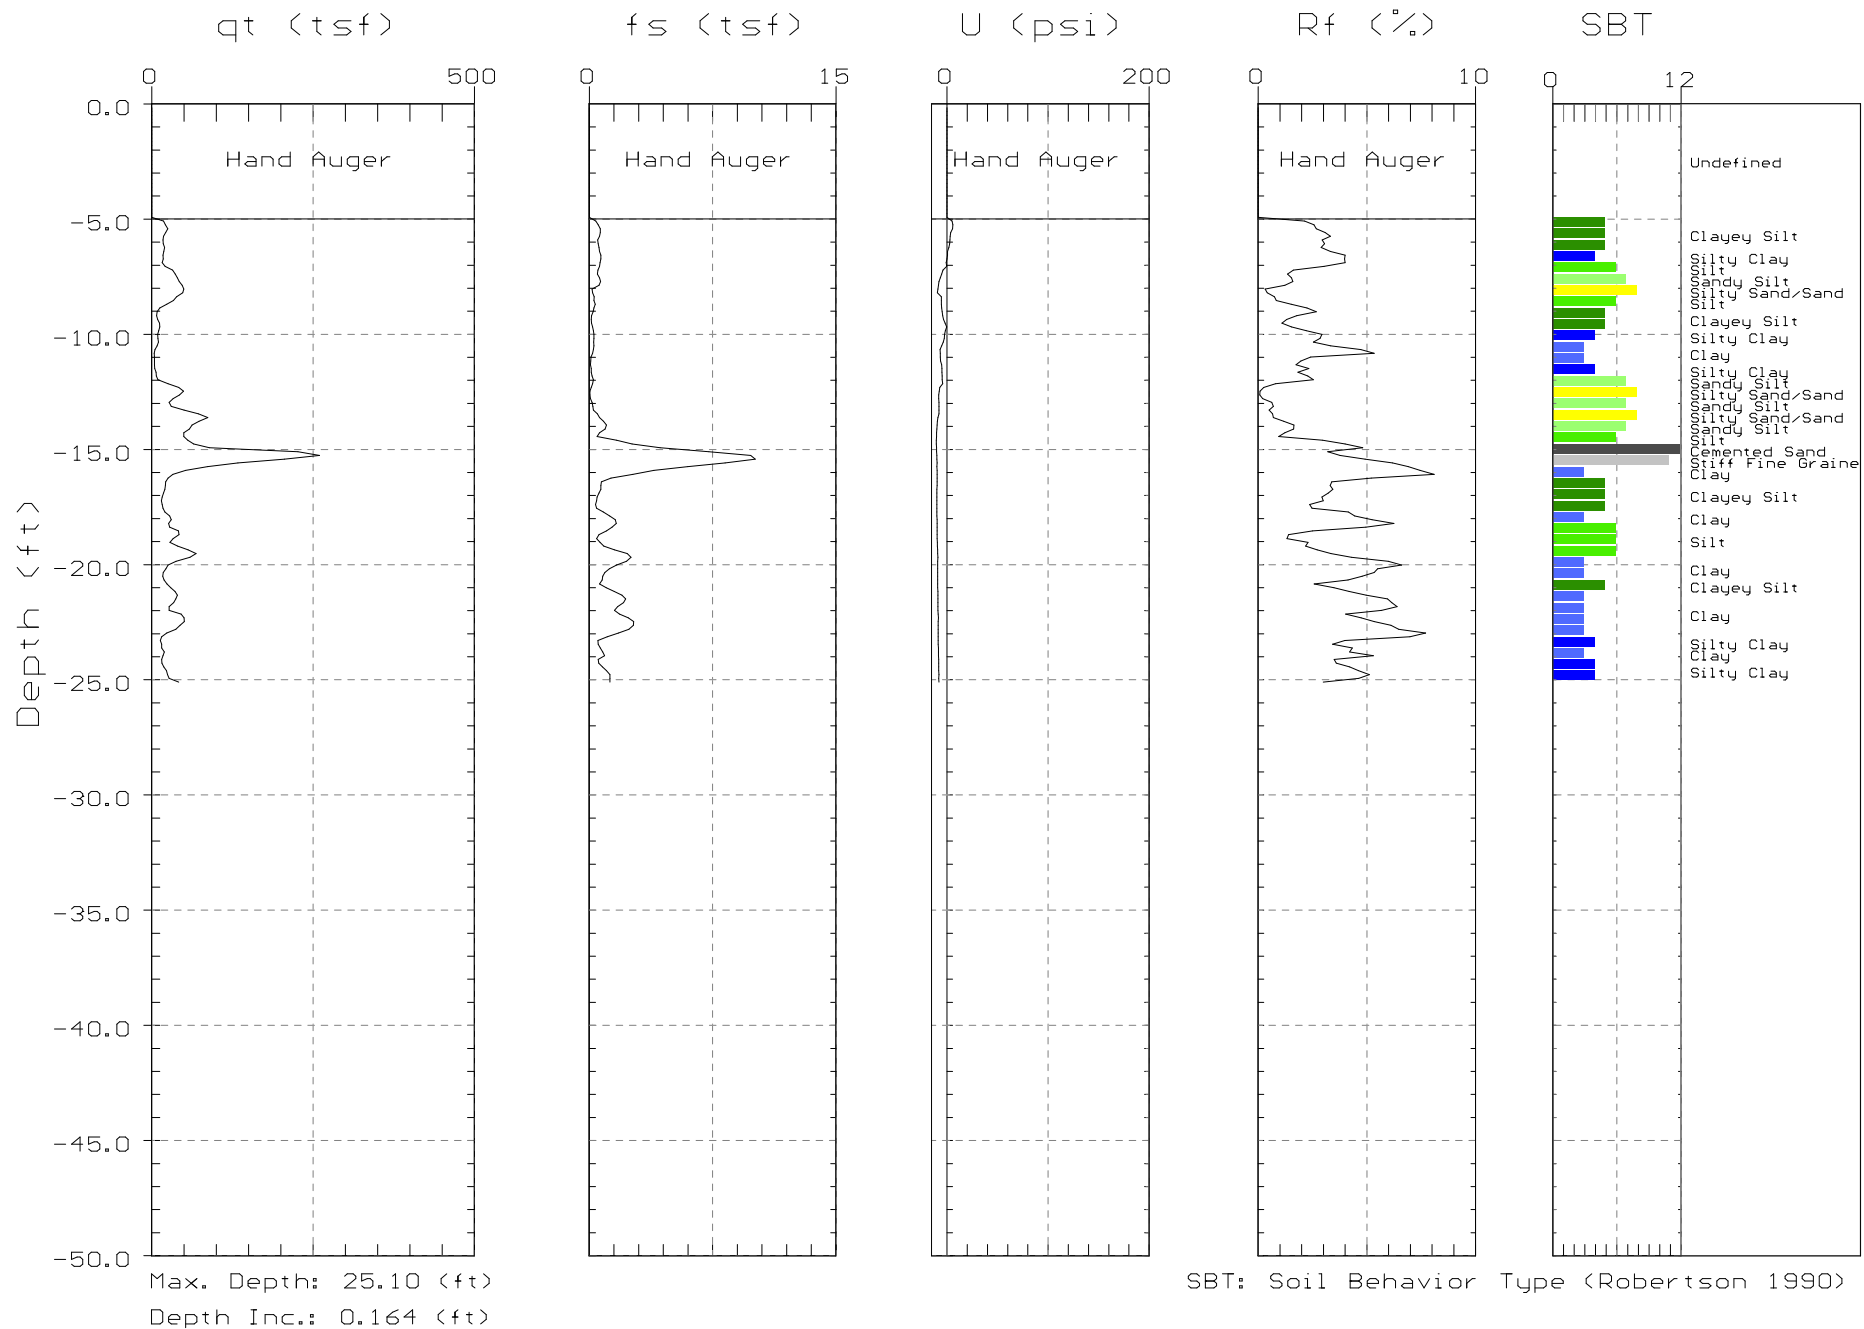 qt (tsf) fs (tsf) U (psi) Rf (%) SBT
0 500 0 15 0 200 0 10 0 12
0.0
Hand Auger Hand Auger Hand Auger Hand Auger
Undefined
-5.0
Clayey Silt
Silty Clay
Silt
Sandy Silt
Silty Sand/Sand
Silt
Clayey Silt
-10.0
Silty Clay
Clay
Silty Clay
Sandy Silt
Silty Sand/Sand
Sandy Silt
Silty Sand/Sand
Sandy Silt
Silt
-15.0
Cemented Sand
Stiff Fine Graine
Clay
Clayey Silt
Clay
Silt
-20.0
Clay
Clayey Silt
Clay
Silty Clay
Clay
Silty Clay
-25.0
-30.0
-35.0
-40.0
-45.0
-50.0
Depth (ft)
Max. Depth: 25.10 (ft)
Depth Inc.: 0.164 (ft)
SBT: Soil Behavior Type (Robertson 1990)